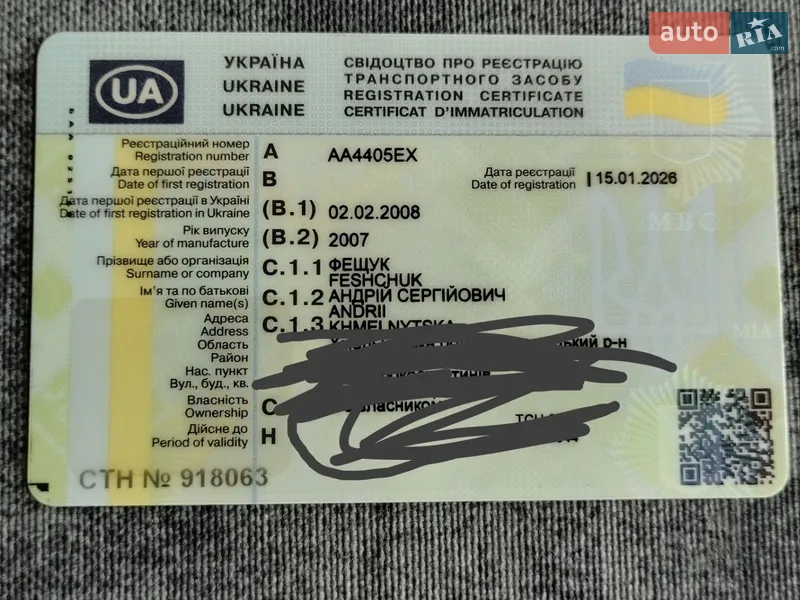 auto RIA .com
УКРАЇНА СВІДОЦТВО ПРО РЕЄСТРАЦІЮ
UKRAINE ТРАНСПОРТНОГО ЗАСОБУ
UKRAINE REGISTRATION CERTIFICATE
CERTIFICAT D'IMMATRICULATION
UA
Реєстраційний номер
Registration number A AA4405EX
Дата першої реєстрації
Date of first registration B
Дата реєстрації
Date of registration 15.01.2026
Дата першої реєстрації в Україні
Date of first registration in Ukraine (B.1) 02.02.2008
Рік випуску
Year of manufacture (B.2) 2007
МВС
Прізвище або організація
Surname or company C.1.1 ФЕЩУК
FESHCHUK
Ім'я та по батькові
Given name(s) C.1.2 АНДРІЙ СЕРГІЙОВИЧ
ANDRII
Адреса
Address C.1.3 KHMELNYTSKA
MIA
Область
Район р-н
Нас. пункт
Вул., буд., кв.
Власність
Ownership C
Дійсне до
Period of validity H
СТН № 918063